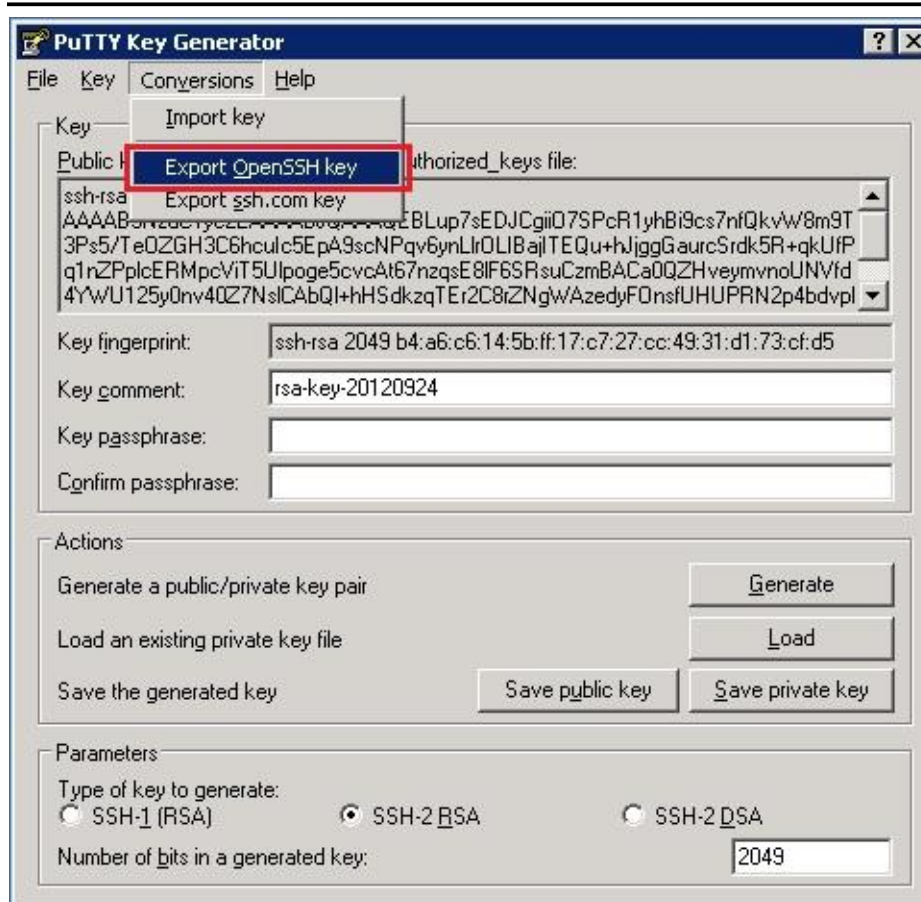 PuTTY Key Generator
File Key Conversions Help
Import key
Export OpenSSH key
Export ssh.com key
Key
Public authorized_keys file:
ssh-rsa
3Ps5/TeOZGH3C6hculc5EpA9scNPqv6ynLlrOLIBajlTEQu+hJjggGaurcSrdk5R+qkUfP
q1nZPplcERMpcViT5Ulpoge5cvcAt67nzqsE8lF6SRsuCzmBACa0QZHveymvnoUNVfd
4YWU125y0nv40Z7NslCAbQl+hHSdkzqTEr2C8rZNgWAzedyFOnsfUHUPRN2p4bdvpl
Key fingerprint: ssh-rsa 2049 b4:a6:c6:14:5b:ff:17:c7:27:cc:49:31:d1:73:cf:d5
Key comment: rsa-key-20120924
Key passphrase:
Confirm passphrase:
Actions
Generate a public/private key pair Generate
Load an existing private key file Load
Save the generated key Save public key Save private key
Parameters
Type of key to generate:
SSH-1 (RSA) SSH-2 RSA SSH-2 DSA
Number of bits in a generated key: 2049